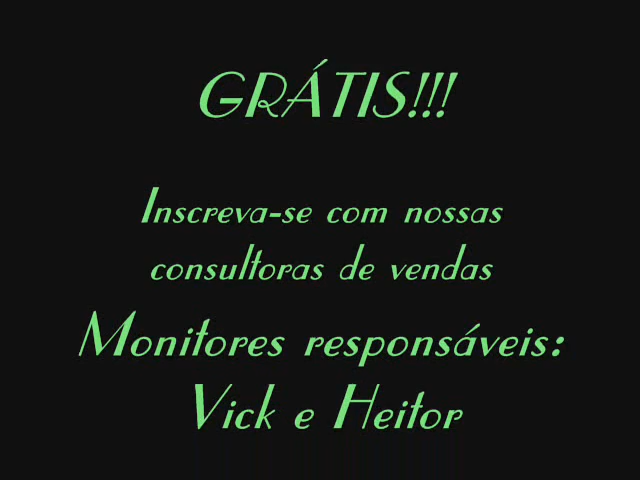 GRÁTIS!!!
Inscreva-se com nossas
consultoras de vendas
Monitores responsáveis:
Vick e Heitor